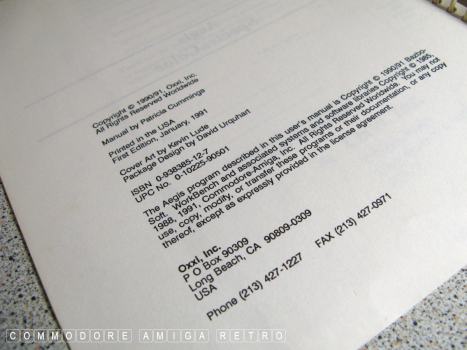 Copyright © 1990/91, Oxxi, Inc.
All Rights Reserved Worldwide
Manual by Patricia Cummings
Printed in the USA
First Edition, January, 1991
Cover Art by Kevin Lude
Package Design by David Urquhart
ISBN 0-938385-12-7
UPC No. 0-10225-90501
The Aegis program described in this user's manual is Copyright © 1990/91 Bazbo-
Soft. WorkBench and associated systems and software libraries Copyright © 1985,
1988, 1991, Commodore-Amiga, Inc. All Rights Reserved Worldwide. You may not
use, copy, modify, or transfer these programs or their documentation, or any copy
thereof, except as expressly provided in the license agreement.
Oxxi, Inc.
P O Box 90309
Long Beach, CA 90809-0309
USA
Phone (213) 427-1227 FAX (213) 427-0971
COMMODORE AMIGA RETRO